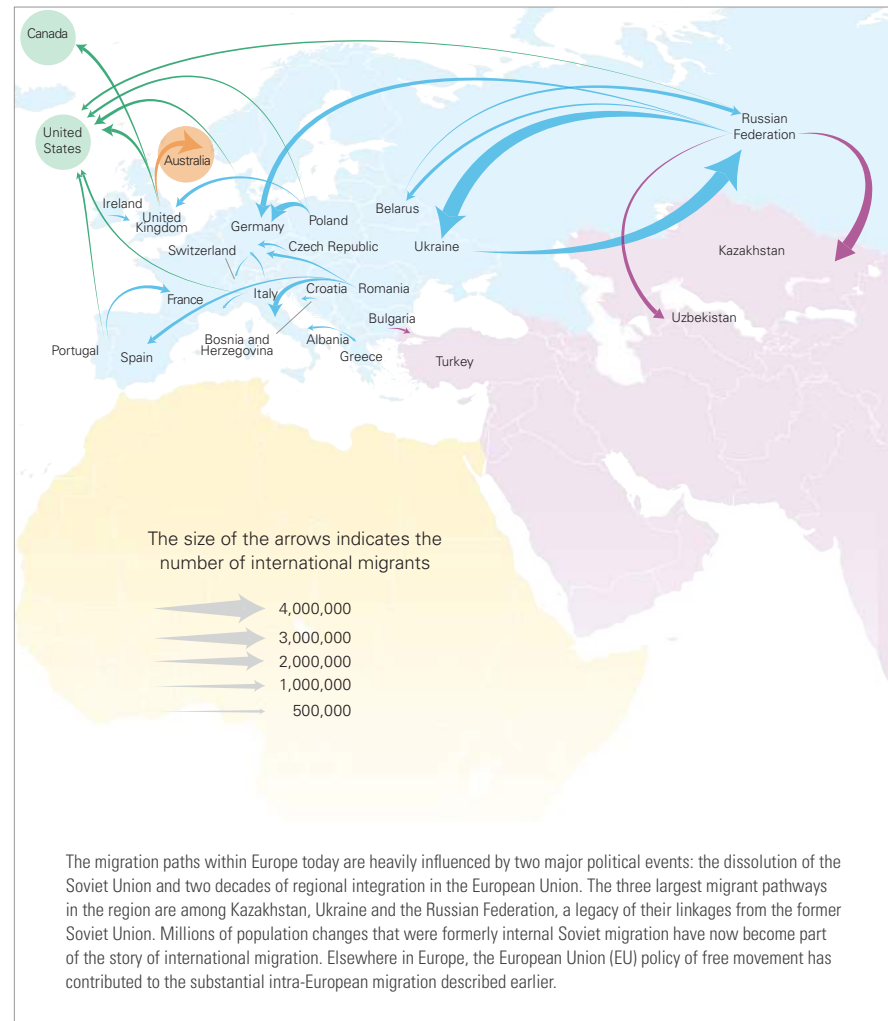 Canada
United
States
Australia
Russian
Federation
Ireland
United
Kingdom
Germany
Poland
Belarus
Switzerland
Czech Republic
Ukraine
Kazakhstan
France
Italy
Croatia
Romania
Bulgaria
Uzbekistan
Portugal
Spain
Bosnia and
Herzegovina
Albania
Greece
Turkey
The size of the arrows indicates the
number of international migrants
4,000,000
3,000,000
2,000,000
1,000,000
500,000
The migration paths within Europe today are heavily influenced by two major political events: the dissolution of the
Soviet Union and two decades of regional integration in the European Union. The three largest migrant pathways
in the region are among Kazakhstan, Ukraine and the Russian Federation, a legacy of their linkages from the former
Soviet Union. Millions of population changes that were formerly internal Soviet migration have now become part
of the story of international migration. Elsewhere in Europe, the European Union (EU) policy of free movement has
contributed to the substantial intra-European migration described earlier.